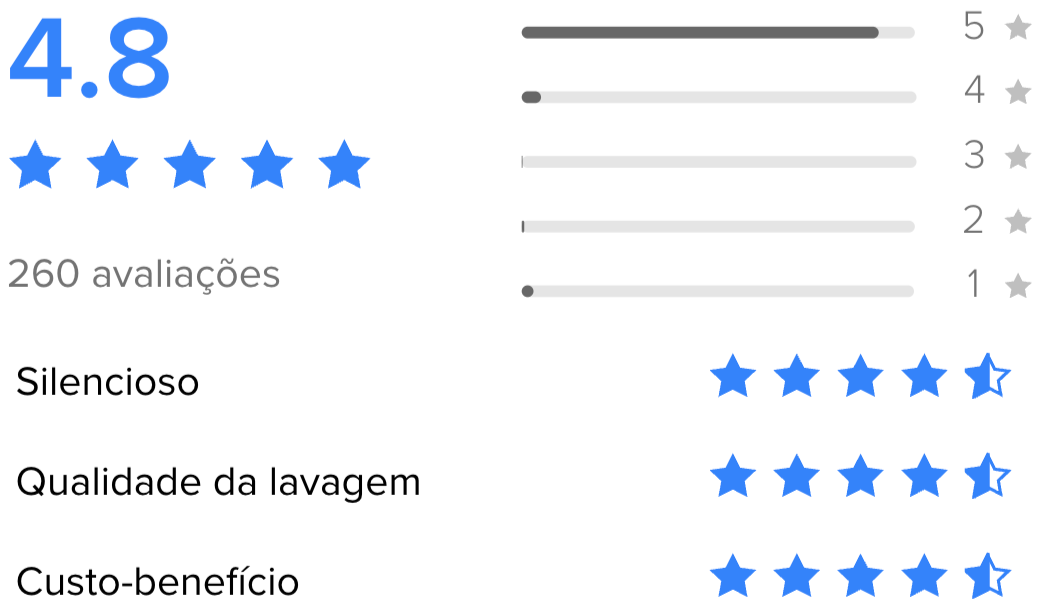 4.8
5
4
3
2
1
260 avaliações
Silencioso
Qualidade da lavagem
Custo-benefício